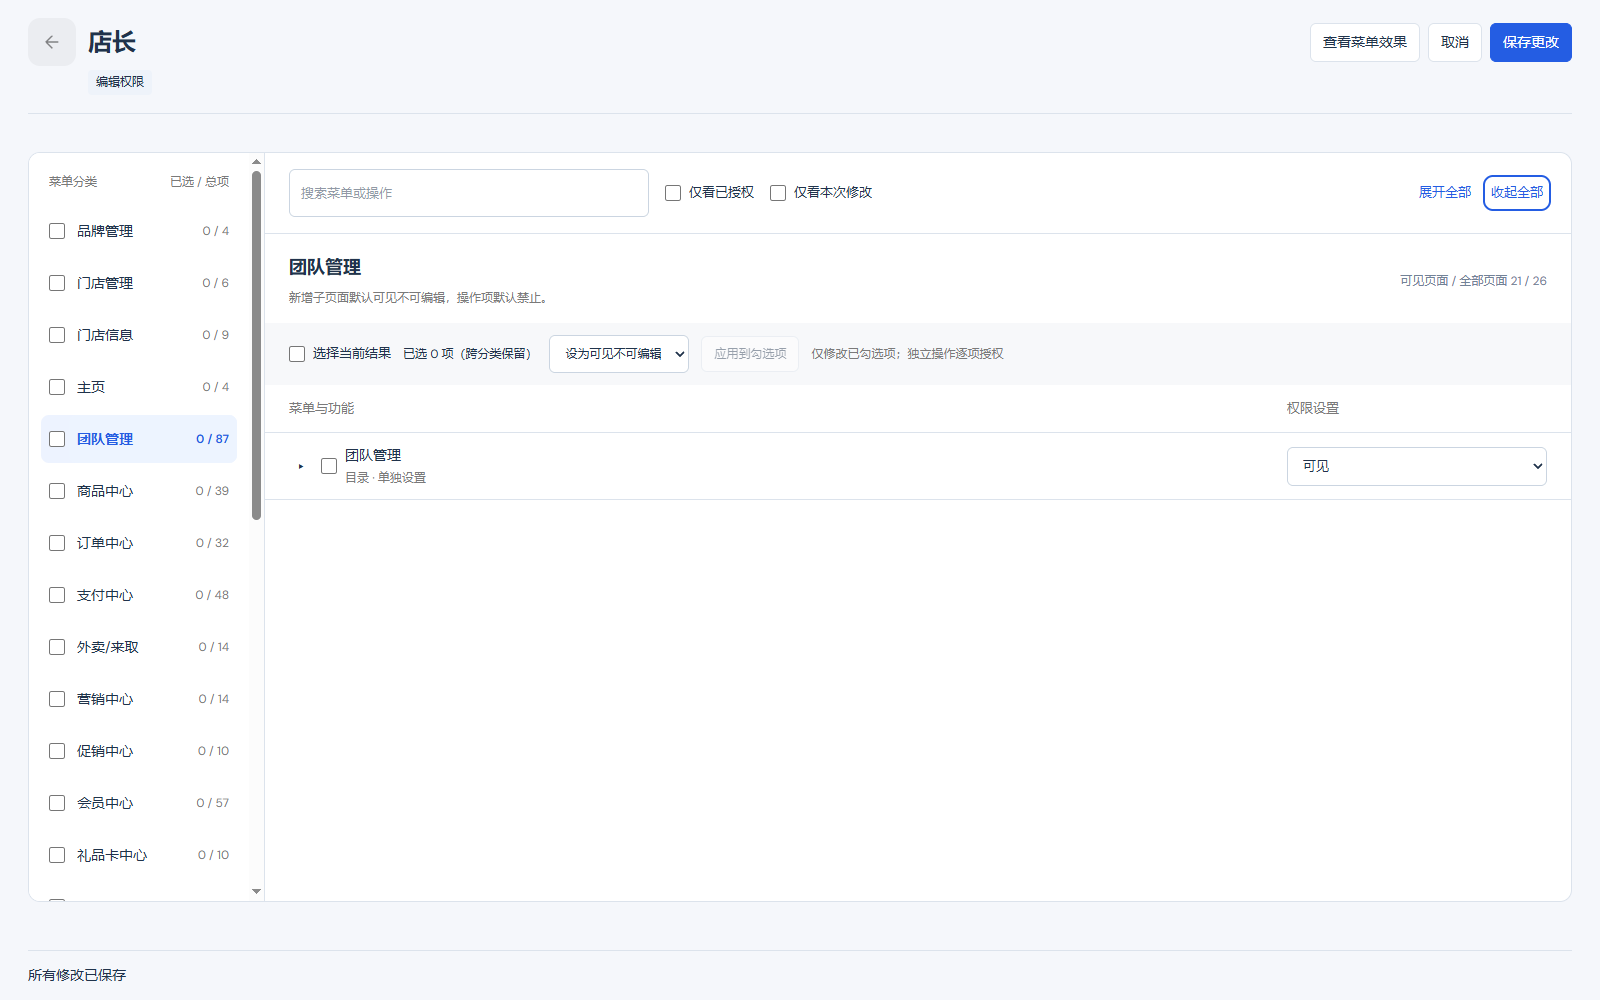 店长
查看菜单效果 取消 保存更改
编辑权限
菜单分类 已选 / 总项
品牌管理 0 / 4
门店管理 0 / 6
门店信息 0 / 9
主页 0 / 4
团队管理 0 / 87
商品中心 0 / 39
订单中心 0 / 32
支付中心 0 / 48
外卖/来取 0 / 14
营销中心 0 / 14
促销中心 0 / 10
会员中心 0 / 57
礼品卡中心 0 / 10
搜索菜单或操作 仅看已授权 仅看本次修改 展开全部 收起全部
团队管理
新增子页面默认可见不可编辑，操作项默认禁止。
可见页面 / 全部页面 21 / 26
选择当前结果 已选 0 项（跨分类保留） 设为可见不可编辑 应用到勾选项 仅修改已勾选项；独立操作逐项授权
菜单与功能 权限设置
团队管理
目录 · 单独设置
可见
所有修改已保存